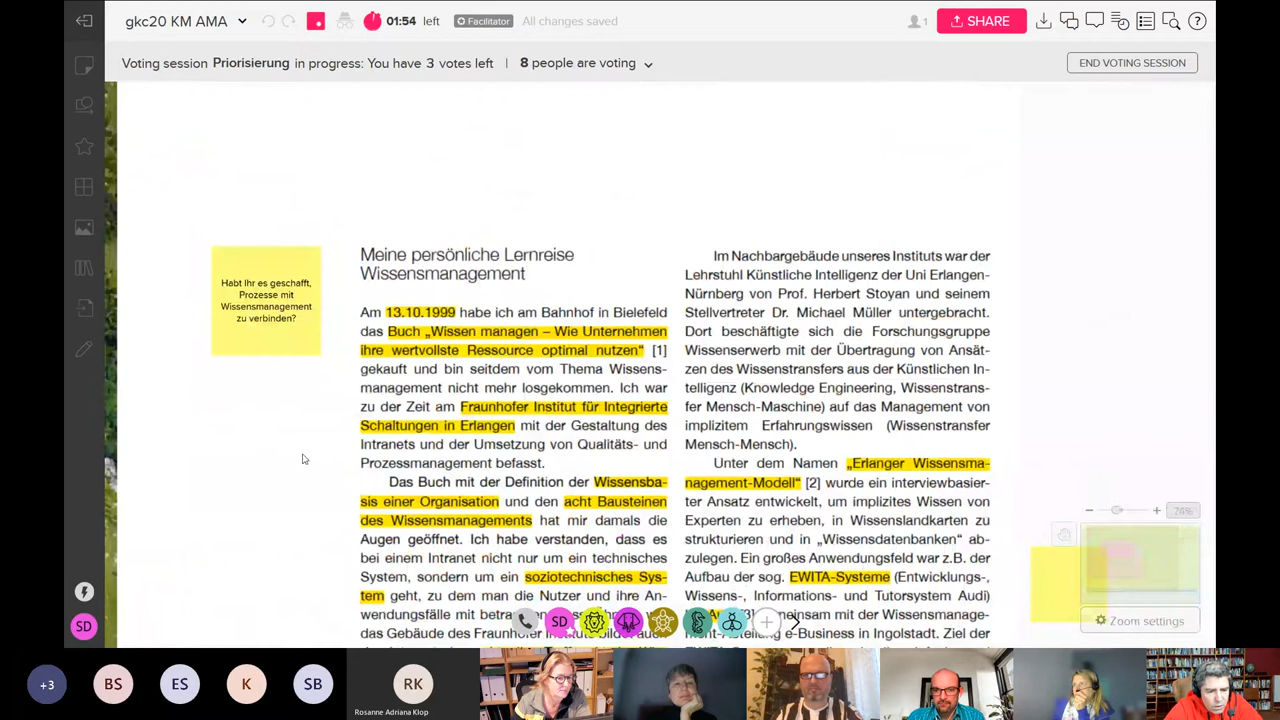 gkc20 KM AMA
01:54 left
Facilitator
All changes saved
1
SHARE
?
Voting session Priorisierung in progress: You have 3 votes left | 8 people are voting
END VOTING SESSION
Habt Ihr es geschafft,
Prozesse mit
Wissensmanagement
zu verbinden?
Meine persönliche Lernreise
Wissensmanagement
Am 13.10.1999 habe ich am Bahnhof in Bielefeld
das Buch „Wissen managen – Wie Unternehmen
ihre wertvollste Ressource optimal nutzen“ [1]
gekauft und bin seitdem vom Thema Wissens-
management nicht mehr losgekommen. Ich war
zu der Zeit am Fraunhofer Institut für Integrierte
Schaltungen in Erlangen mit der Gestaltung des
Intranets und der Umsetzung von Qualitäts- und
Prozessmanagement befasst.
Das Buch mit der Definition der Wissensba-
sis einer Organisation und den acht Bausteinen
des Wissensmanagements hat mir damals die
Augen geöffnet. Ich habe verstanden, dass es
bei einem Intranet nicht nur um ein technisches
System, sondern um ein soziotechnisches Sys-
tem geht, zu dem man die Nutzer und ihre An-
wendungsfälle mit
das Gebäude des
Im Nachbargebäude unseres Instituts war der
Lehrstuhl Künstliche Intelligenz der Uni Erlangen-
Nürnberg von Prof. Herbert Stoyan und seinem
Stellvertreter Dr. Michael Müller untergebracht.
Dort beschäftigte sich die Forschungsgruppe
Wissenserwerb mit der Übertragung von Ansät-
zen des Wissenstransfers aus der Künstlichen In-
telligenz (Knowledge Engineering, Wissenstrans-
fer Mensch-Maschine) auf das Management von
implizitem Erfahrungswissen (Wissenstransfer
Mensch-Mensch).
Unter dem Namen „Erlanger Wissensma-
nagement-Modell“ [2] wurde ein interviewbasier-
ter Ansatz entwickelt, um implizites Wissen von
Experten zu erheben, in Wissenslandkarten zu
strukturieren und in „Wissensdatenbanken“ ab-
zulegen. Ein großes Anwendungsfeld war z.B. der
Aufbau der sog. EWITA-Systeme (Entwicklungs-,
Wissens-, Informations- und Tutorsystem Audi)
der Wissensmanage-
e-Business in Ingolstadt. Ziel der
24%
Zoom settings
SD
SD
+3
BS
ES
K
SB
RK
Rosanne Adriana Klop